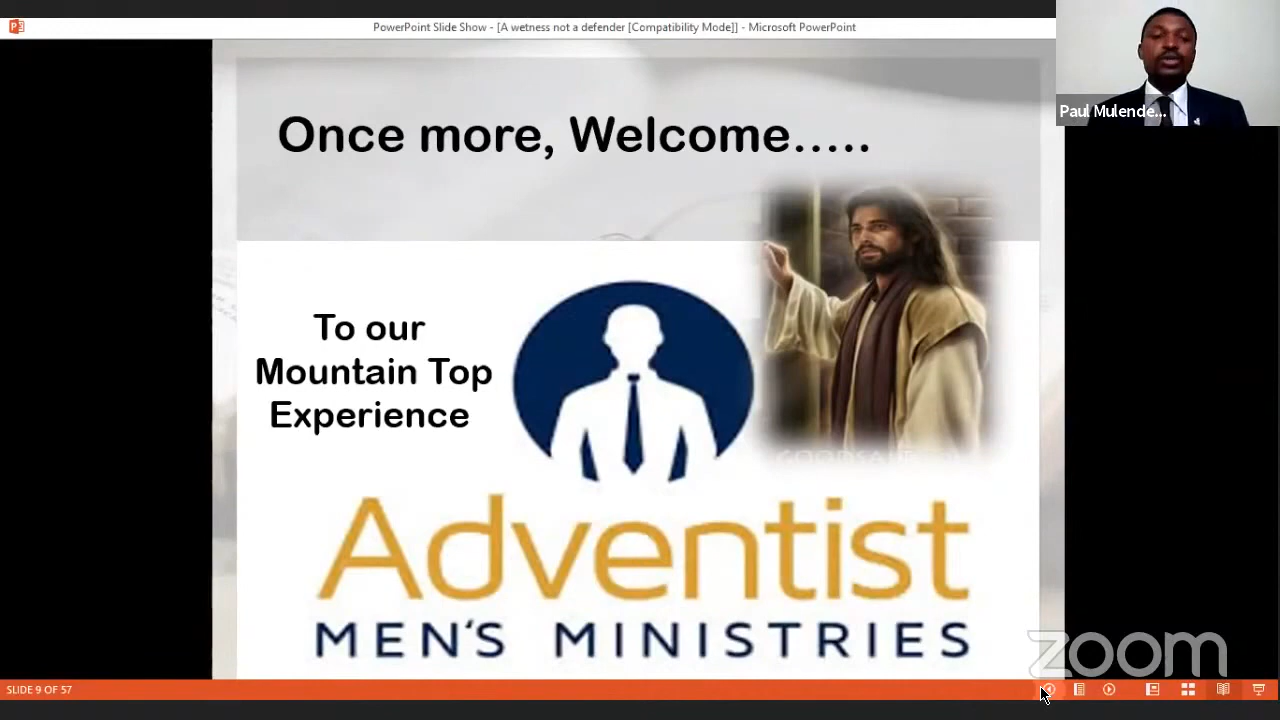 PowerPoint Slide Show - [A wetness not a defender [Compatibility Mode]] - Microsoft PowerPoint
Paul Mulende...
Once more, Welcome…..
To our
Mountain Top
Experience
Adventist
MEN'S MINISTRIES
zoom
SLIDE 9 OF 57